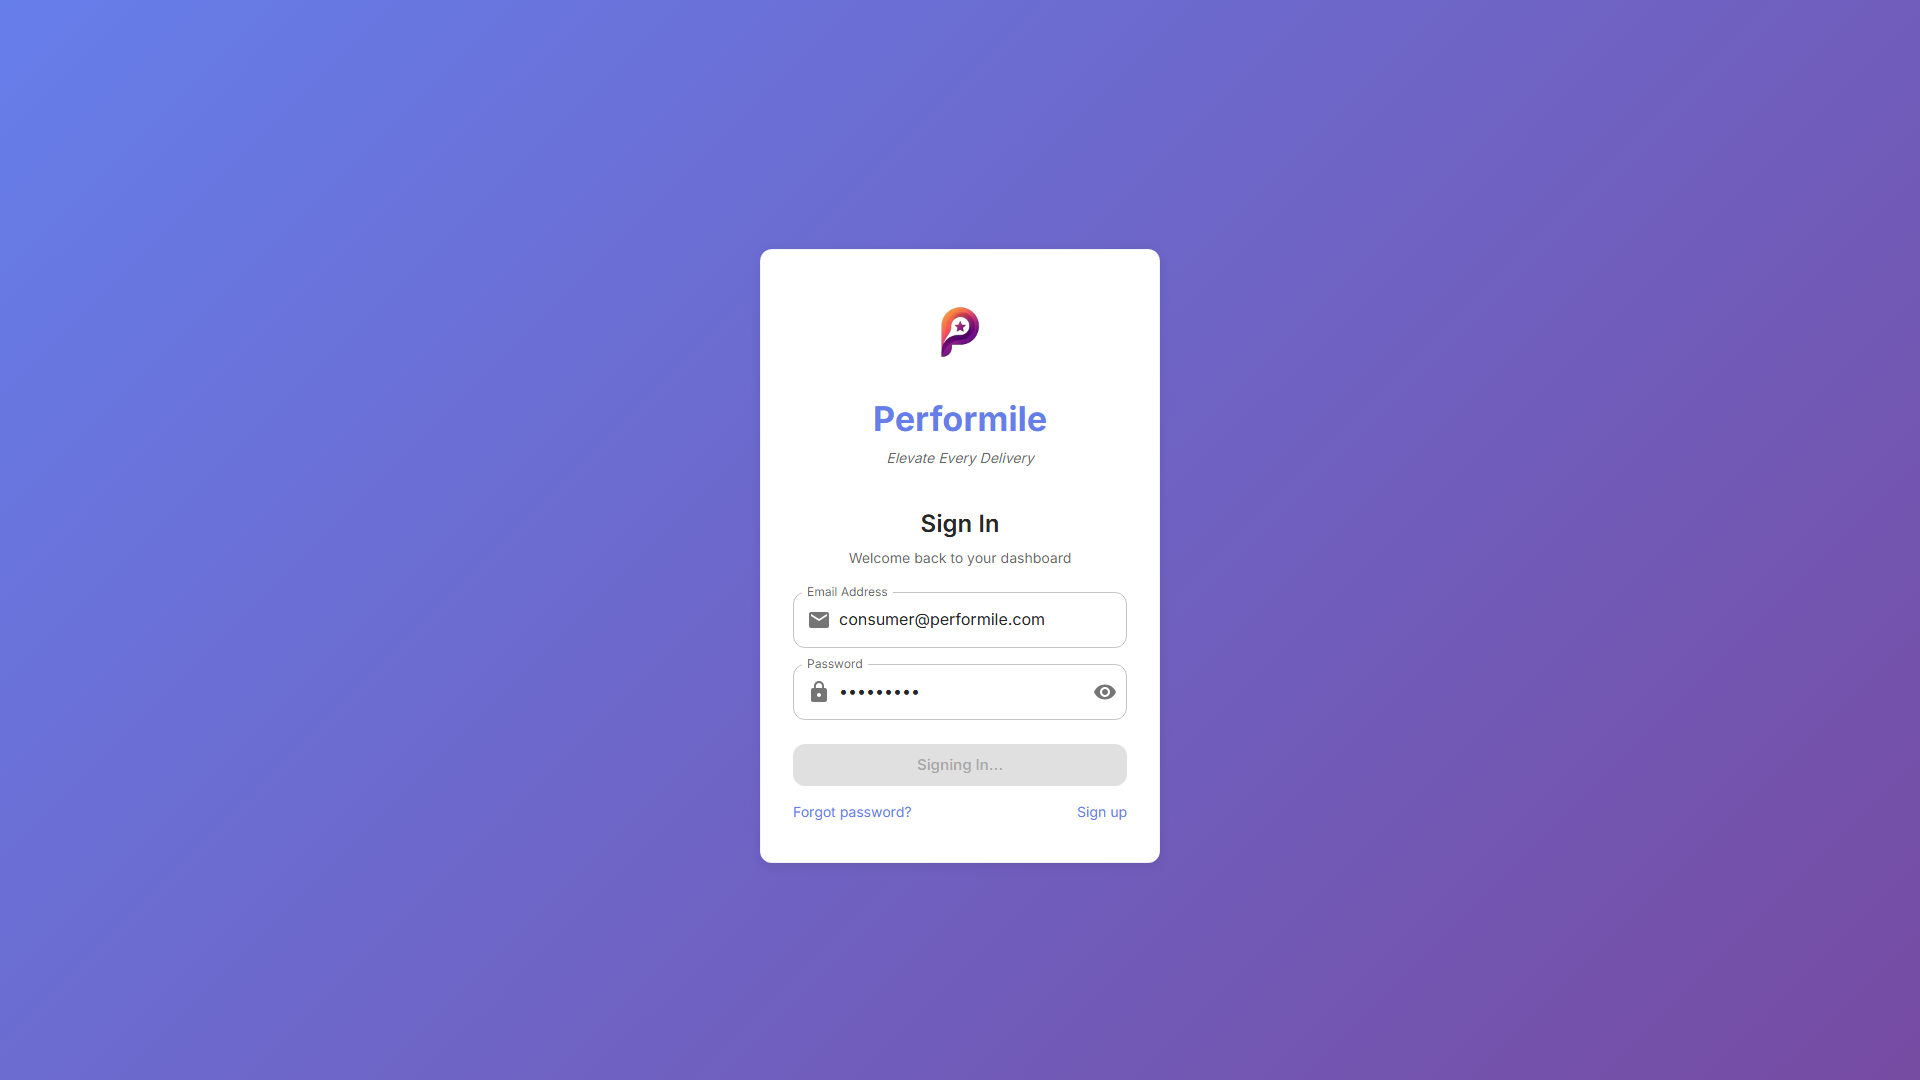 Performile
Elevate Every Delivery
Sign In
Welcome back to your dashboard
Email Address
consumer@performile.com
Password
•••••••••
Signing In...
Forgot password?
Sign up